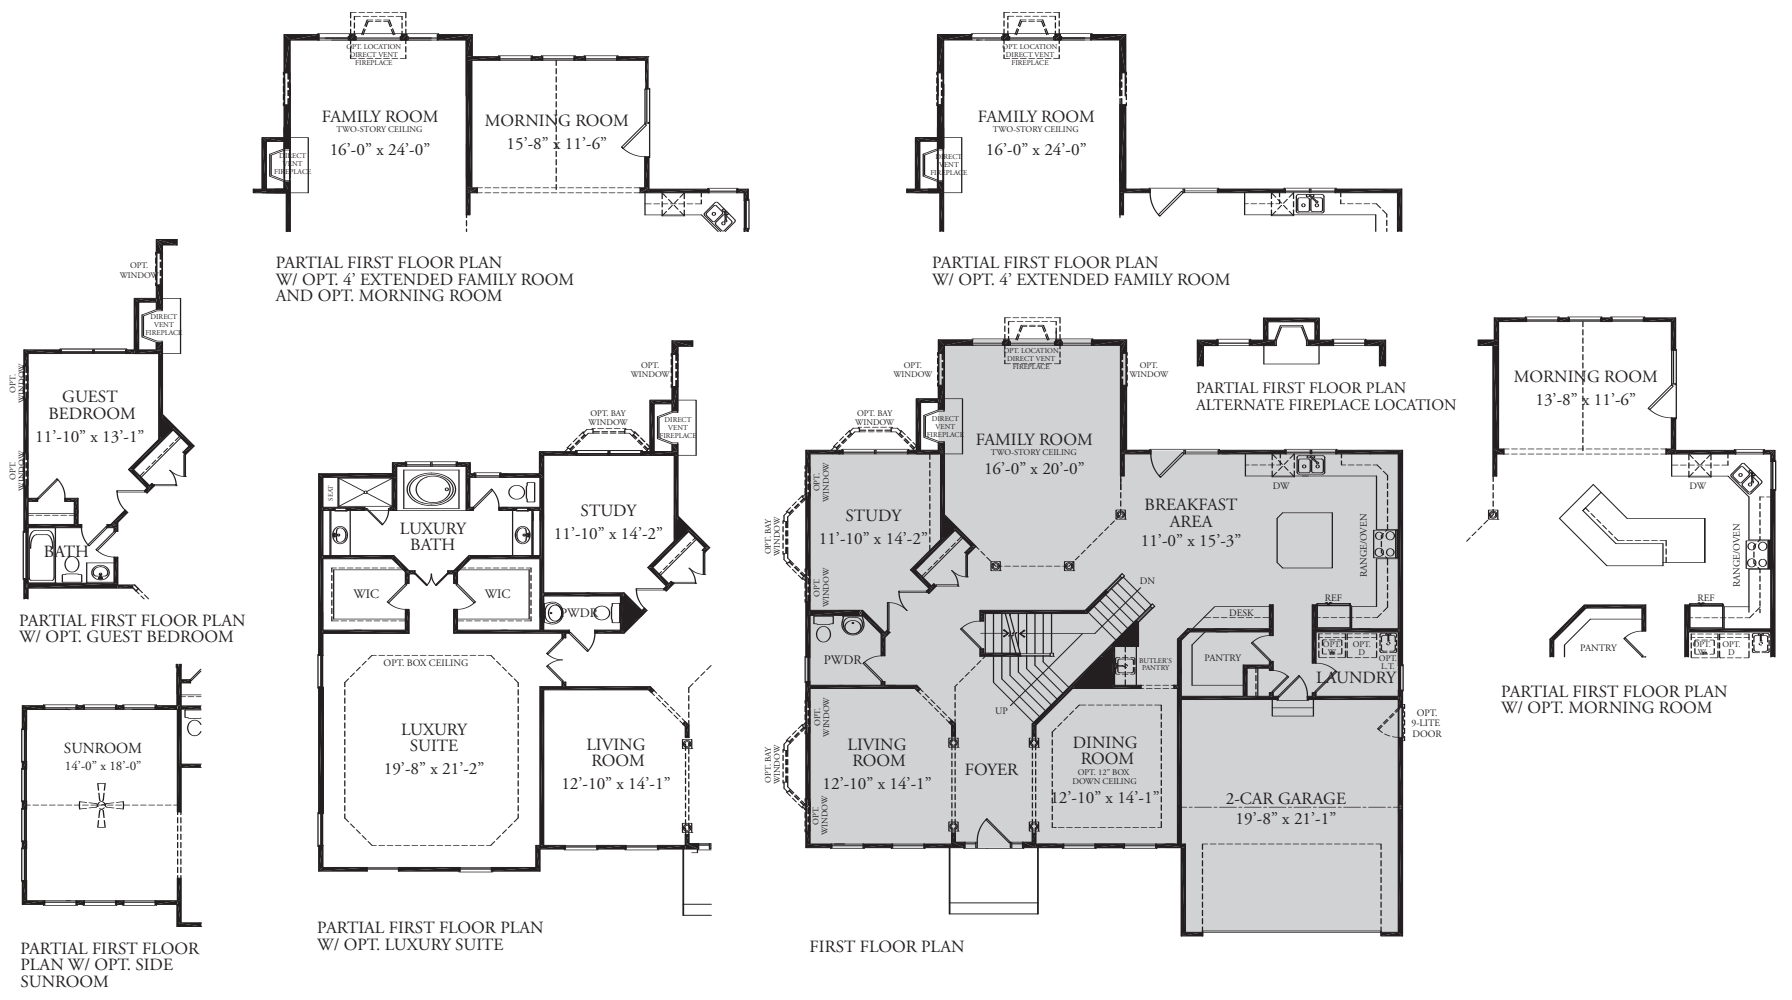 OPT. LOCATION
DIRECT VENT
FIREPLACE
FAMILY ROOM
TWO-STORY CEILING
16'-0" x 24'-0"
MORNING ROOM
15'-8" x 11'-6"
DIRECT
VENT
FIREPLACE
PARTIAL FIRST FLOOR PLAN
W/ OPT. 4' EXTENDED FAMILY ROOM
AND OPT. MORNING ROOM
OPT. LOCATION
DIRECT VENT
FIREPLACE
FAMILY ROOM
TWO-STORY CEILING
16'-0" x 24'-0"
DIRECT
VENT
FIREPLACE
PARTIAL FIRST FLOOR PLAN
W/ OPT. 4' EXTENDED FAMILY ROOM
OPT.
WINDOW
DIRECT
VENT
FIREPLACE
OPT.
WINDOW
GUEST
BEDROOM
11'-10" x 13'-1"
OPT.
WINDOW
BATH
PARTIAL FIRST FLOOR PLAN
W/ OPT. GUEST BEDROOM
SUNROOM
14'-0" x 18'-0"
PARTIAL FIRST FLOOR
PLAN W/ OPT. SIDE
SUNROOM
OPT.
WINDOW
OPT. BAY
WINDOW
DIRECT
VENT
FIREPLACE
SEAT
LUXURY
BATH
STUDY
11'-10" x 14'-2"
WIC
WIC
PWDR
OPT. BOX CEILING
LUXURY
SUITE
19'-8" x 21'-2"
LIVING
ROOM
12'-10" x 14'-1"
PARTIAL FIRST FLOOR PLAN
W/ OPT. LUXURY SUITE
OPT. LOCATION
DIRECT VENT
FIREPLACE
OPT.
WINDOW
OPT.
WINDOW
OPT. BAY
WINDOW
DIRECT
VENT
FIREPLACE
FAMILY ROOM
TWO-STORY CEILING
16'-0" x 20'-0"
OPT.
WINDOW
DW
STUDY
11'-10" x 14'-2"
OPT. BAY
WINDOW
BREAKFAST
AREA
11'-0" x 15'-3"
RANGE/OVEN
OPT.
WINDOW
DN
DESK
REF
PWDR
BUTLER'S
PANTRY
PANTRY
OPT.
W
OPT.
D
OPT.
L.T.
LAUNDRY
UP
OPT.
WINDOW
OPT. BAY
WINDOW
LIVING
ROOM
12'-10" x 14'-1"
OPT.
WINDOW
FOYER
DINING
ROOM
OPT. 12" BOX
DOWN CEILING
12'-10" x 14'-1"
2-CAR GARAGE
19'-8" x 21'-1"
OPT.
9-LITE
DOOR
FIRST FLOOR PLAN
PARTIAL FIRST FLOOR PLAN
ALTERNATE FIREPLACE LOCATION
MORNING ROOM
13'-8" x 11'-6"
DW
RANGE/OVEN
REF
PANTRY
OPT.
W
OPT.
D
PARTIAL FIRST FLOOR PLAN
W/ OPT. MORNING ROOM